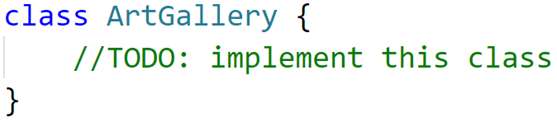 class ArtGallery {
    //TODO: implement this class
}